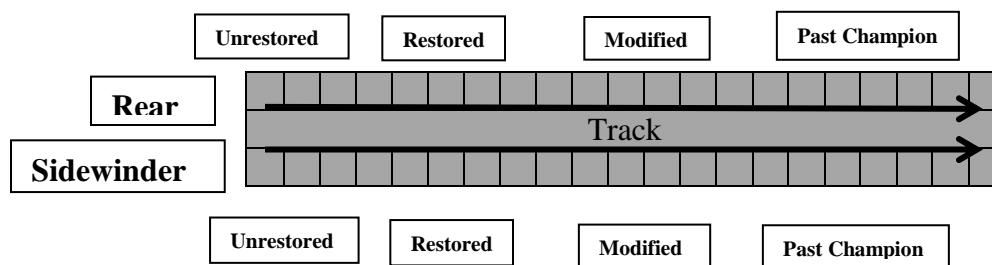 Unrestored Restored Modified Past Champion
Rear
Track
Sidewinder
Unrestored Restored Modified Past Champion